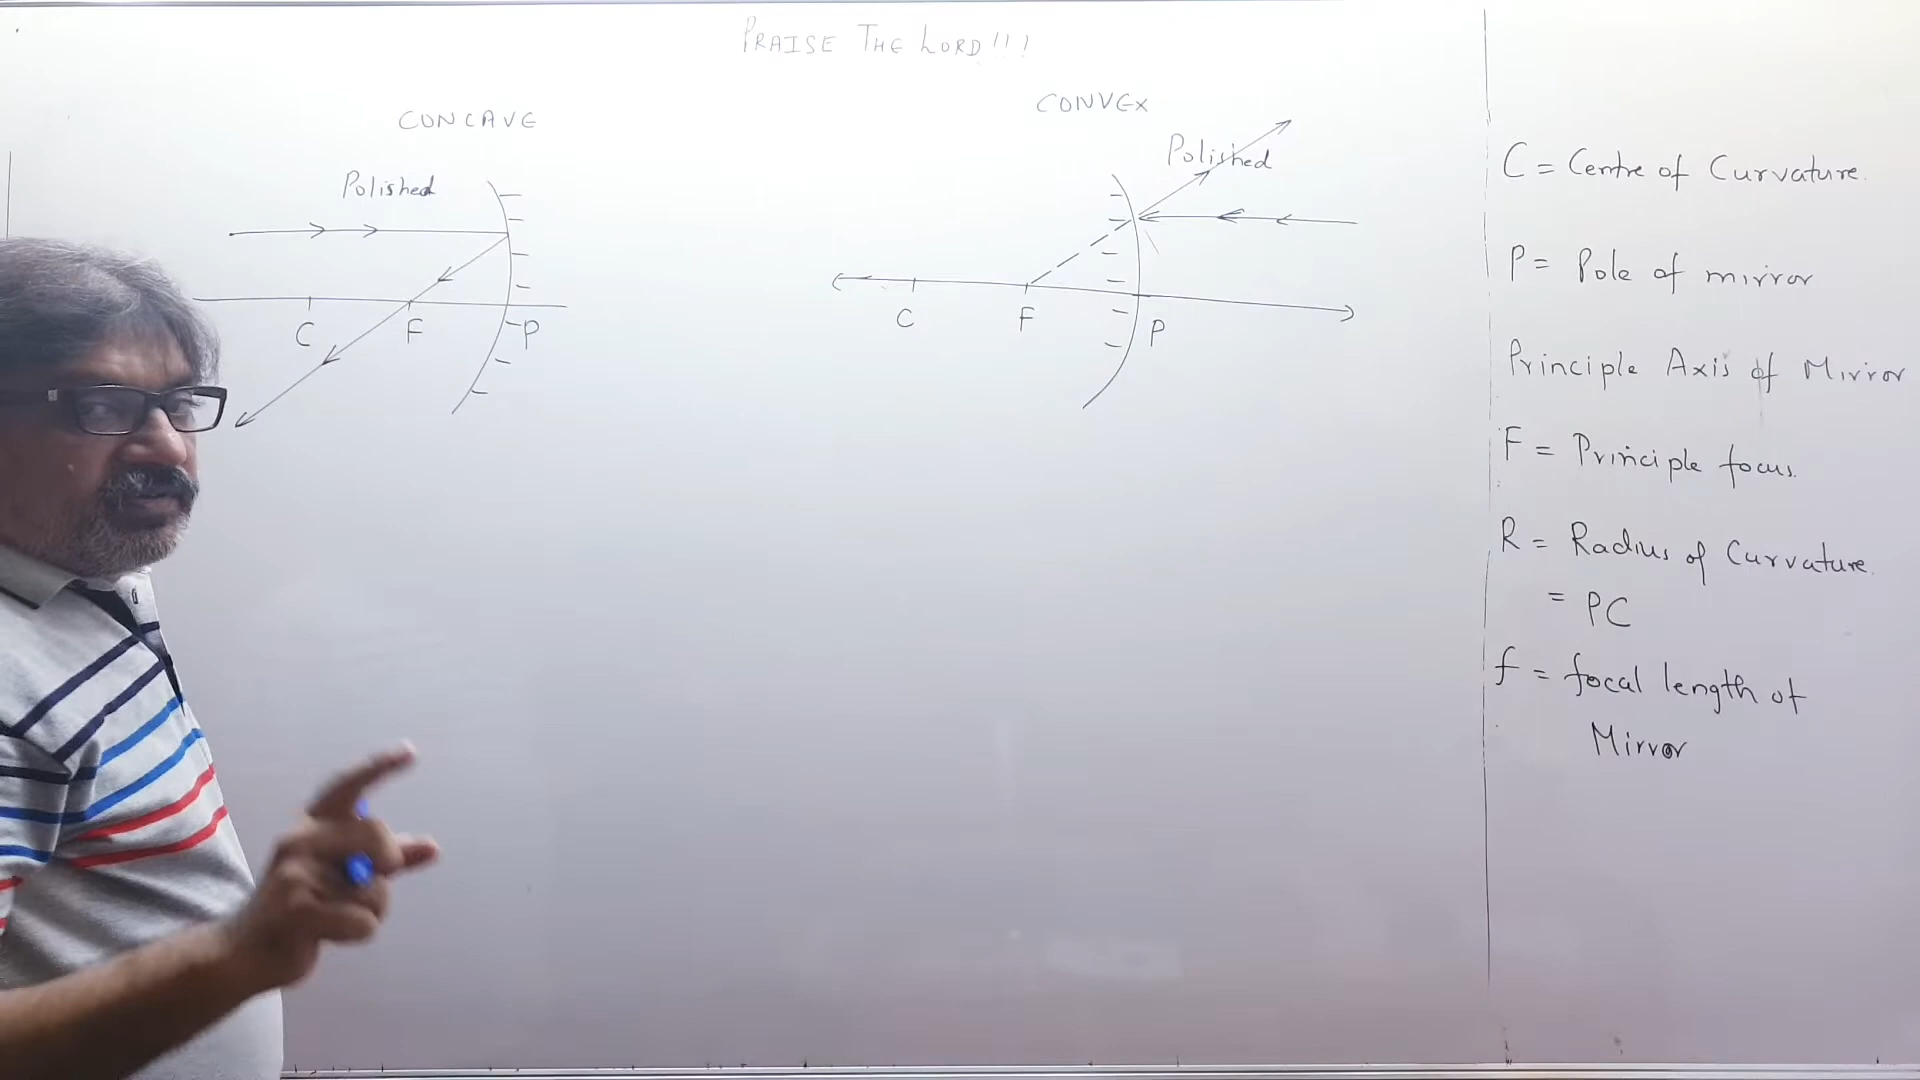 PRAISE THE LORD!!!
CONCAVE
Polished
C
F
P
CONVEX
Polished
C
F
P
C = Centre of Curvature.
P = Pole of mirror
Principle Axis of Mirror
F = Principle focus.
R = Radius of Curvature.
= PC
f = focal length of
Mirror